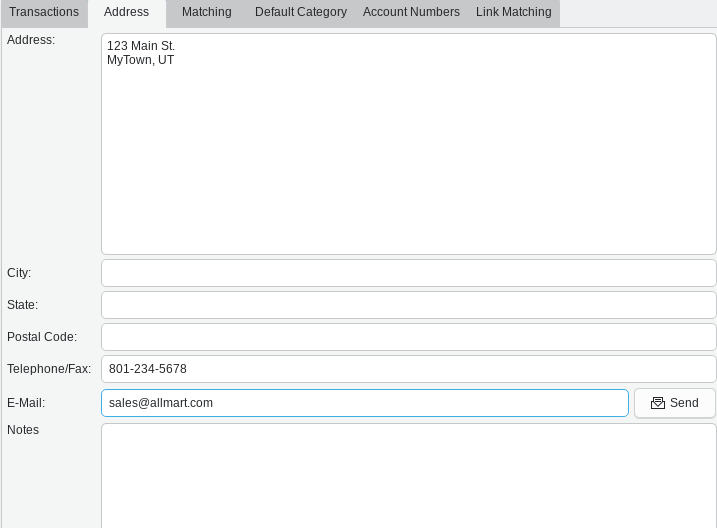 Transactions Address Matching Default Category Account Numbers Link Matching
Address: 123 Main St.
MyTown, UT
City:
State:
Postal Code:
Telephone/Fax: 801-234-5678
E-Mail: sales@allmart.com Send
Notes